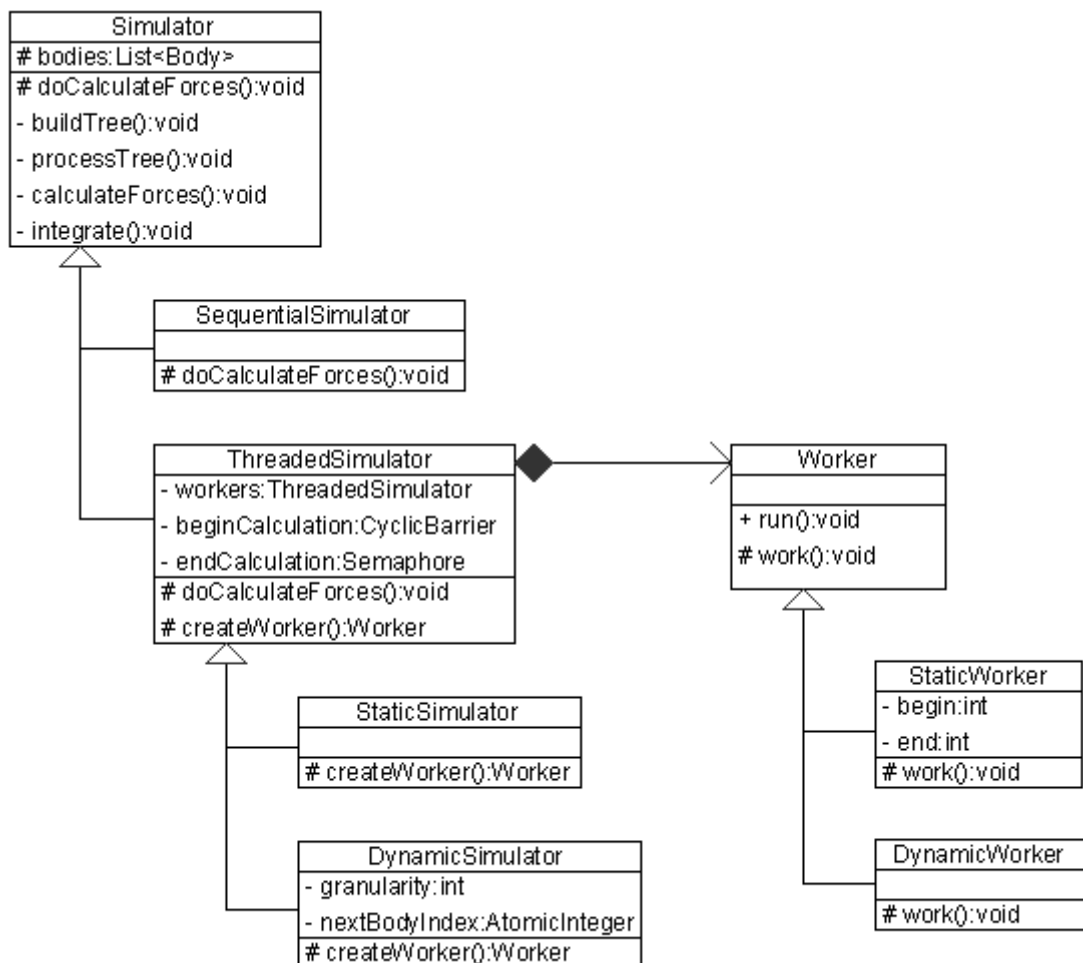 Simulator
# bodies:List<Body>
# doCalculateForces():void
- buildTree():void
- processTree():void
- calculateForces():void
- integrate():void
SequentialSimulator
# doCalculateForces():void
ThreadedSimulator
- workers:ThreadedSimulator
- beginCalculation:CyclicBarrier
- endCalculation:Semaphore
# doCalculateForces():void
# createWorker():Worker
Worker
+ run():void
# work():void
StaticSimulator
# createWorker():Worker
StaticWorker
- begin:int
- end:int
# work():void
DynamicSimulator
- granularity:int
- nextBodyIndex:AtomicInteger
# createWorker():Worker
DynamicWorker
# work():void